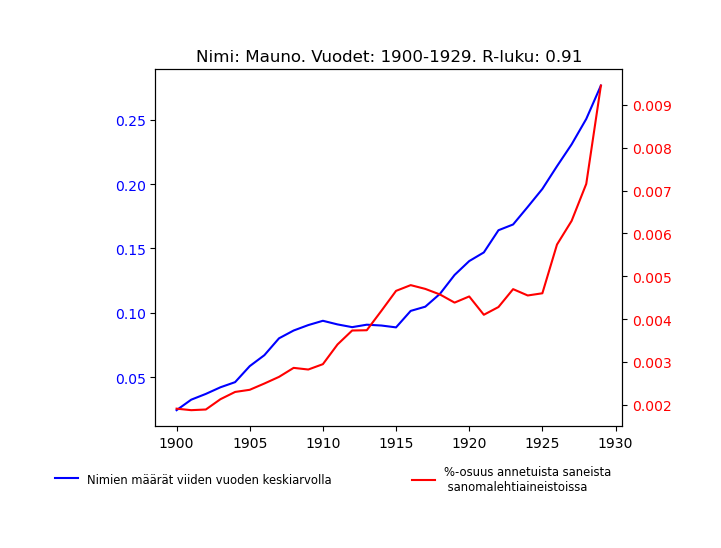 Nimi: Mauno. Vuodet: 1900-1929. R-luku: 0.91
0.25
0.20
0.15
0.10
0.05
0.009
0.008
0.007
0.006
0.005
0.004
0.003
0.002
1900 1905 1910 1915 1920 1925 1930
Nimien määrät viiden vuoden keskiarvolla
%-osuus annetuista saneista
sanomalehtiaineistoissa